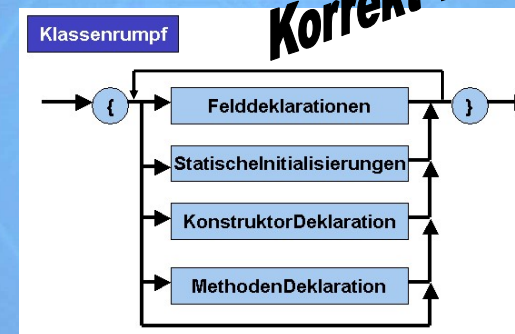 Korrekt
Klassenrumpf
{
Felddeklarationen
}
StatischeInitialisierungen
KonstruktorDeklaration
MethodenDeklaration